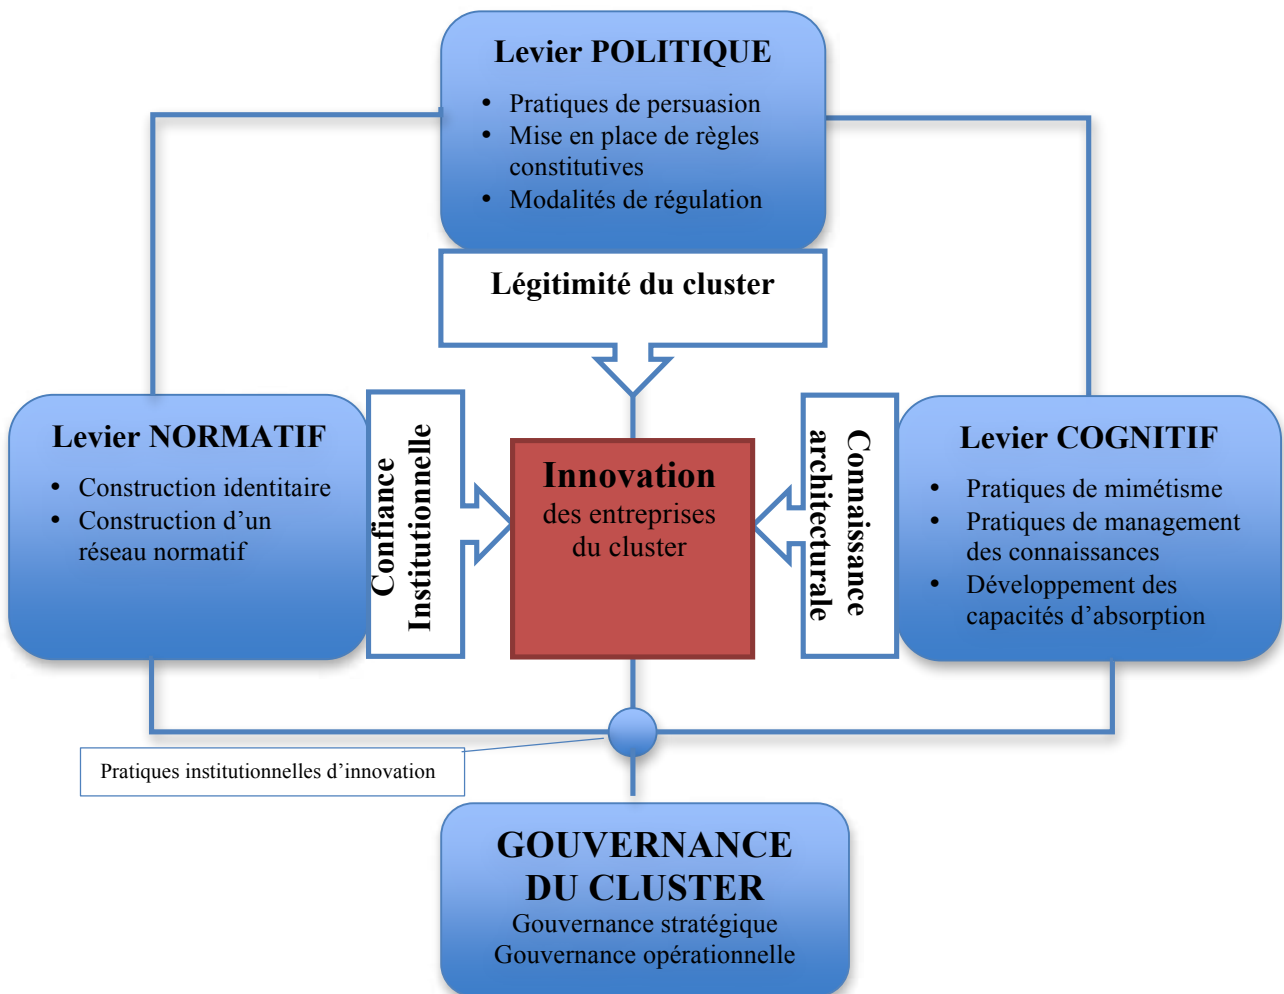 Levier POLITIQUE
• Pratiques de persuasion
• Mise en place de règles
constitutives
• Modalités de régulation
Légitimité du cluster
Levier NORMATIF
• Construction identitaire
• Construction d’un
réseau normatif
Confiance
Institutionnelle
Innovation
des entreprises
du cluster
Connaissance
architecturale
Levier COGNITIF
• Pratiques de mimétisme
• Pratiques de management
des connaissances
• Développement des
capacités d’absorption
Pratiques institutionnelles d’innovation
GOUVERNANCE
DU CLUSTER
Gouvernance stratégique
Gouvernance opérationnelle